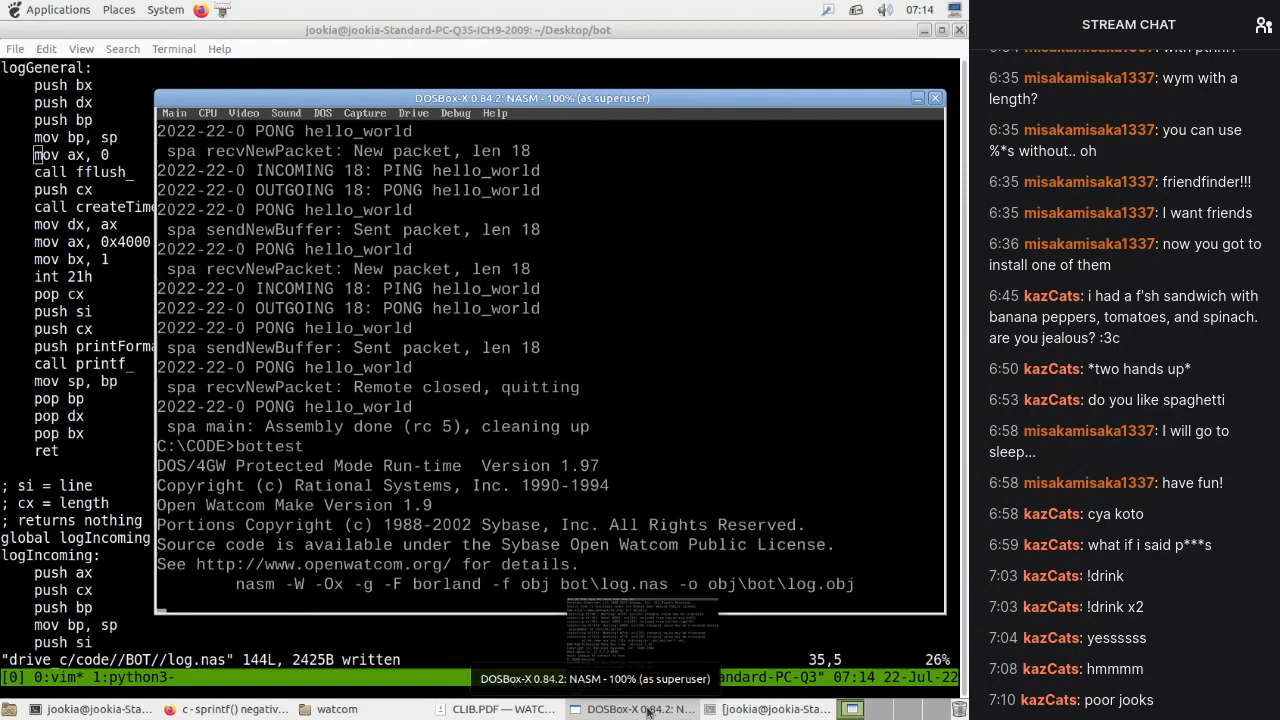 Applications Places System 07:14
jookia@jookia-Standard-PC-Q35-ICH9-2009: ~/Desktop/bot
File Edit View Search Terminal Help
logGeneral:
push bx
push dx
push bp
mov bp, sp
mov ax, 0
call fflush_
push cx
call createTime
mov dx, ax
mov ax, 0x4000
mov bx, 1
int 21h
pop cx
push si
push cx
push printForma
call printf_
mov sp, bp
pop bp
pop dx
pop bx
ret
; si = line
; cx = length
; returns nothing
global logIncoming
logIncoming:
push ax
push cx
push bp
mov bp, sp
push si
"drive_c/code/BOT/log.nas" 144L, 2225C written 35,5 26%
[0] 0:vim* 1:python3-
andard-PC-Q3" 07:14 22-Jul-22
DOSBox-X 0.84.2: NASM - 100% (as superuser)
Main CPU Video Sound DOS Capture Drive Debug Help
2022-22-0 PONG hello_world
spa recvNewPacket: New packet, len 18
2022-22-0 INCOMING 18: PING hello_world
2022-22-0 OUTGOING 18: PONG hello_world
2022-22-0 PONG hello_world
spa sendNewBuffer: Sent packet, len 18
2022-22-0 PONG hello_world
spa recvNewPacket: New packet, len 18
2022-22-0 INCOMING 18: PING hello_world
2022-22-0 OUTGOING 18: PONG hello_world
2022-22-0 PONG hello_world
spa sendNewBuffer: Sent packet, len 18
2022-22-0 PONG hello_world
spa recvNewPacket: Remote closed, quitting
2022-22-0 PONG hello_world
spa main: Assembly done (rc 5), cleaning up
C:\CODE>bottest
DOS/4GW Protected Mode Run-time Version 1.97
Copyright (c) Rational Systems, Inc. 1990-1994
Open Watcom Make Version 1.9
Portions Copyright (c) 1988-2002 Sybase, Inc. All Rights Reserved.
Source code is available under the Sybase Open Watcom Public License.
See http://www.openwatcom.org/ for details.
nasm -W -Ox -g -F borland -f obj bot\log.nas -o obj\bot\log.obj
DOSBox-X 0.84.2: NASM - 100% (as superuser)
jookia@jookia-Sta... c - sprintf() nega... watcom CLIB.PDF — WATC... DOSBox-X 0.84.2: N... [jookia@jookia-Sta...
STREAM CHAT
6:35 misakamisaka1337: wym with a
length?
6:35 misakamisaka1337: you can use
%*s without.. oh
6:35 misakamisaka1337: friendfinder!!!
6:35 misakamisaka1337: I want friends
6:36 misakamisaka1337: now you got to
install one of them
6:45 kazCats: i had a f'sh sandwich with
banana peppers, tomatoes, and spinach.
are you jealous? :3c
6:50 kazCats: *two hands up*
6:53 kazCats: do you like spaghetti
6:58 misakamisaka1337: I will go to
sleep...
6:58 misakamisaka1337: have fun!
6:58 kazCats: cya koto
6:59 kazCats: what if i said p***s
7:03 kazCats: !drink
7:03 kazCats: !drink x2
7:04 kazCats: yessssss
7:08 kazCats: hmmmm
7:10 kazCats: poor jooks